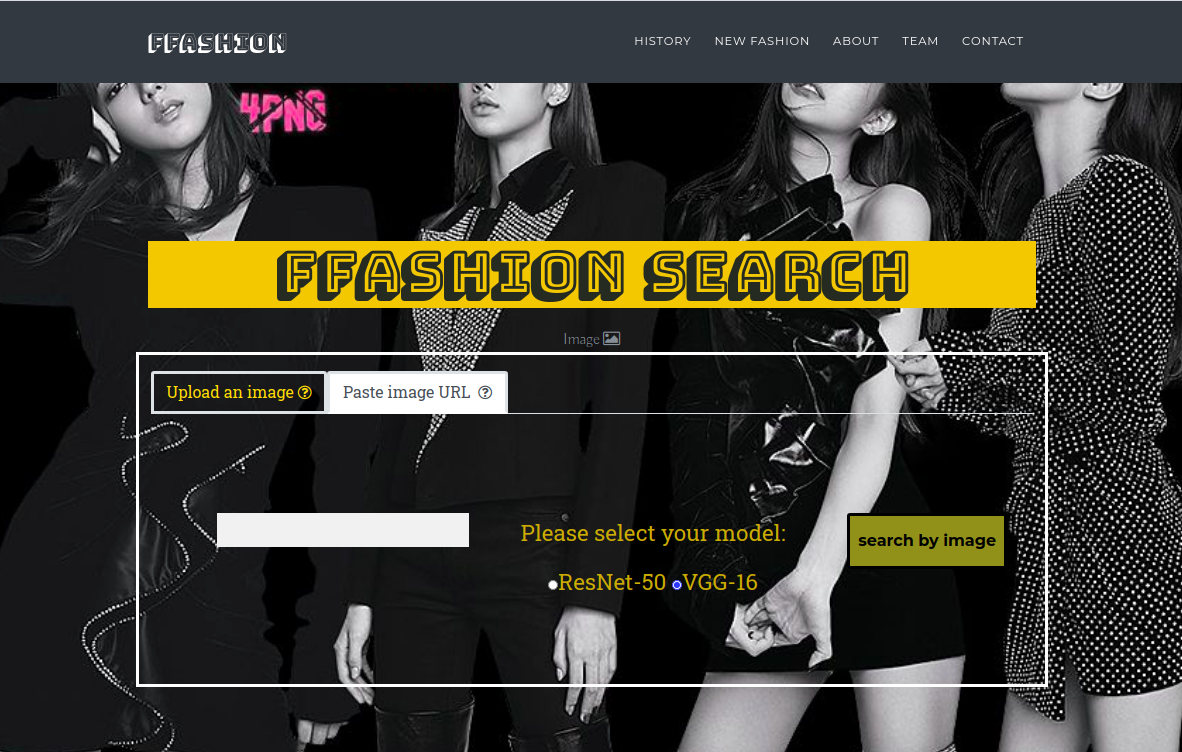 FFASHION
HISTORY NEW FASHION ABOUT TEAM CONTACT
4PNG
FFASHION SEARCH
Image
Upload an image
Paste image URL
Please select your model:
search by image
ResNet-50 VGG-16